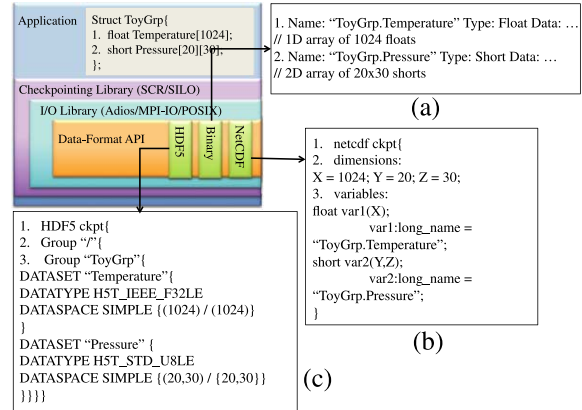 Application
Struct ToyGrp{
1. float Temperature[1024];
2. short Pressure[20][30];
};
Checkpointing Library (SCR/SILO)
I/O Library (Adios/MPI-IO/POSIX)
Data-Format API
HDF5
Binary
NetCDF
1. Name: “ToyGrp.Temperature” Type: Float Data: …
// 1D array of 1024 floats
2. Name: “ToyGrp.Pressure” Type: Short Data: …
// 2D array of 20x30 shorts
(a)
1. netcdf ckpt{
2. dimensions:
X = 1024; Y = 20; Z = 30;
3. variables:
float var1(X);
var1:long_name =
“ToyGrp.Temperature”;
short var2(Y,Z);
var2:long_name =
“ToyGrp.Pressure”;
}
(b)
1. HDF5 ckpt{
2. Group “/”{
3. Group “ToyGrp”{
DATASET “Temperature”{
DATATYPE H5T_IEEE_F32LE
DATASPACE SIMPLE {(1024) / (1024)}
}
DATASET “Pressure” {
DATATYPE H5T_STD_U8LE
DATASPACE SIMPLE {(20,30) / {20,30}}
}}}}
(c)